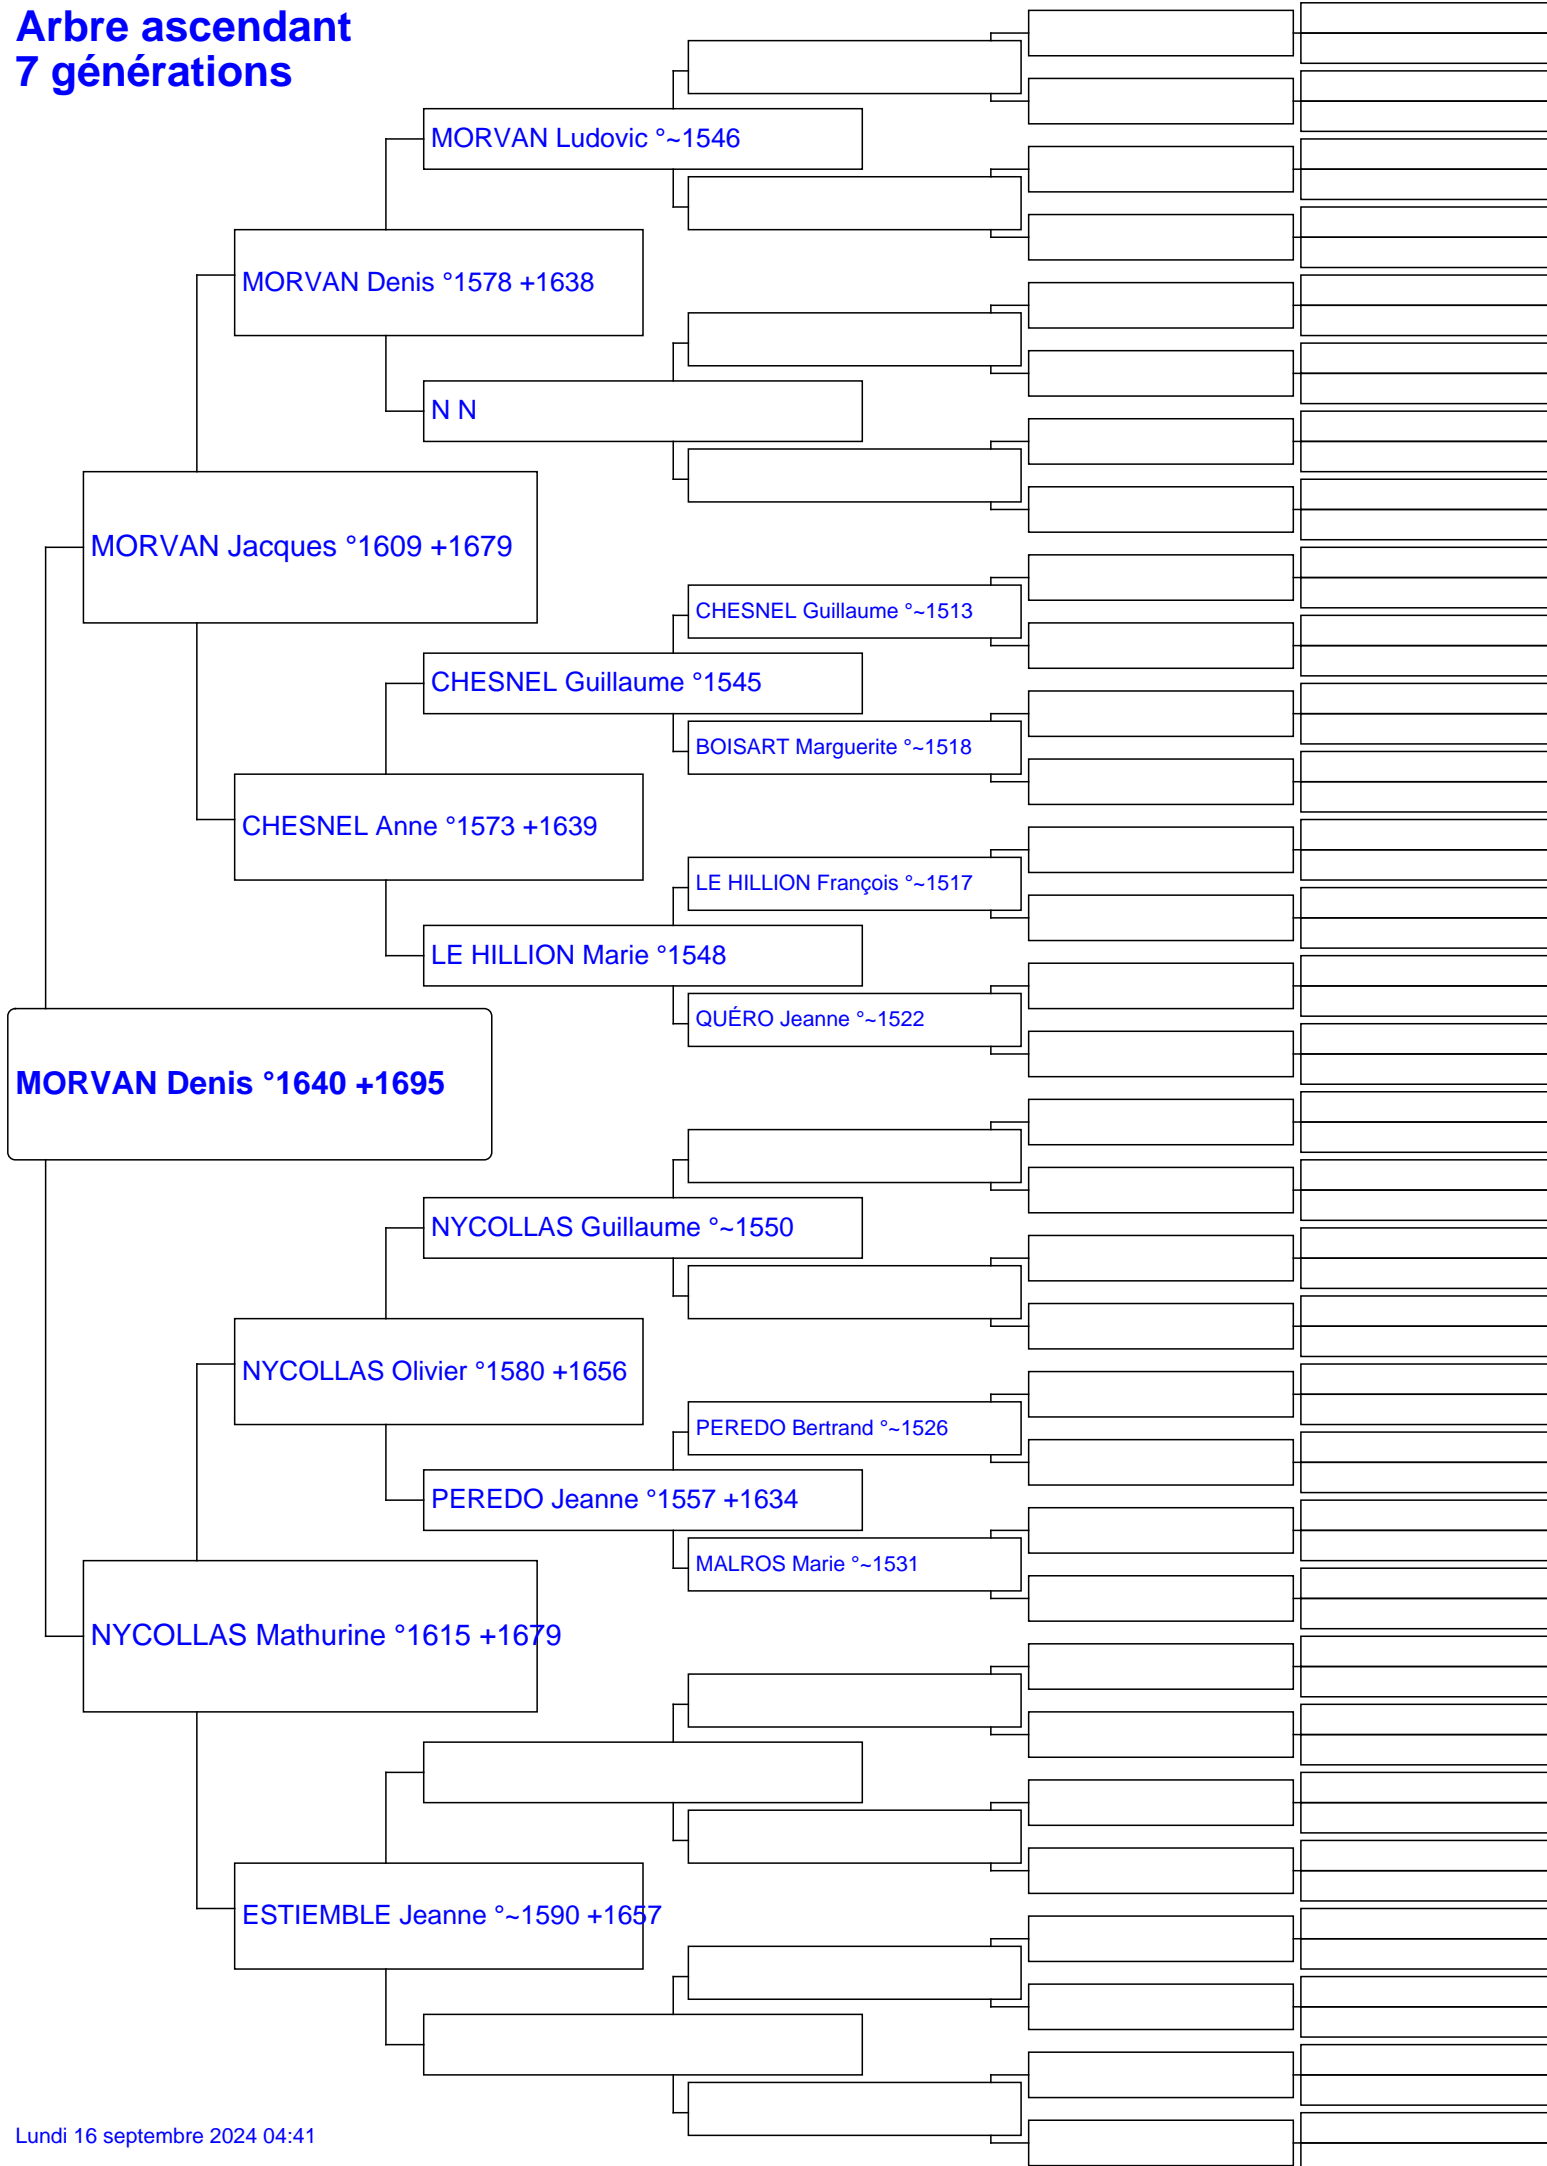 Arbre ascendant
7 générations
MORVAN Ludovic °~1546
MORVAN Denis °1578 +1638
N N
MORVAN Jacques °1609 +1679
CHESNEL Guillaume °~1513
CHESNEL Guillaume °1545
BOISART Marguerite °~1518
CHESNEL Anne °1573 +1639
LE HILLION François °~1517
LE HILLION Marie °1548
QUÉRO Jeanne °~1522
MORVAN Denis °1640 +1695
NYCOLLAS Guillaume °~1550
NYCOLLAS Olivier °1580 +1656
PEREDO Bertrand °~1526
PEREDO Jeanne °1557 +1634
MALROS Marie °~1531
NYCOLLAS Mathurine °1615 +1679
ESTIEMBLE Jeanne °~1590 +1657
Lundi 16 septembre 2024 04:41